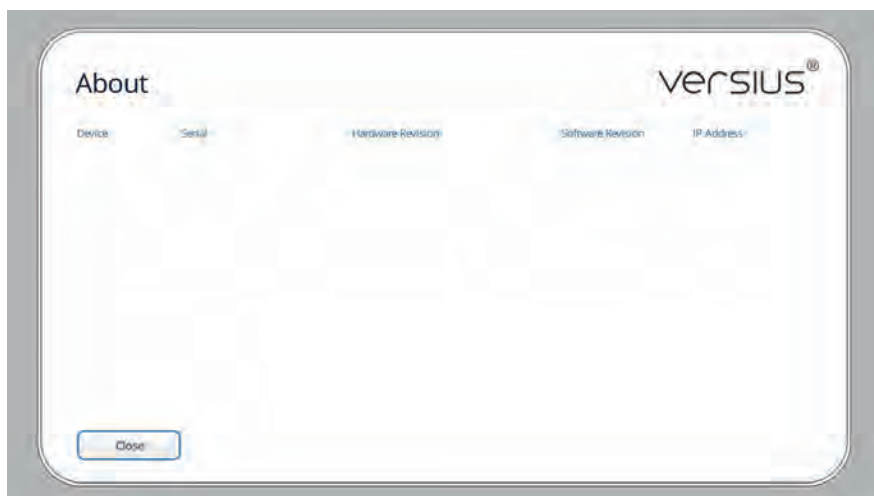 About
versius®
Device Serial Hardware Revision Software Revision IP Address
Close